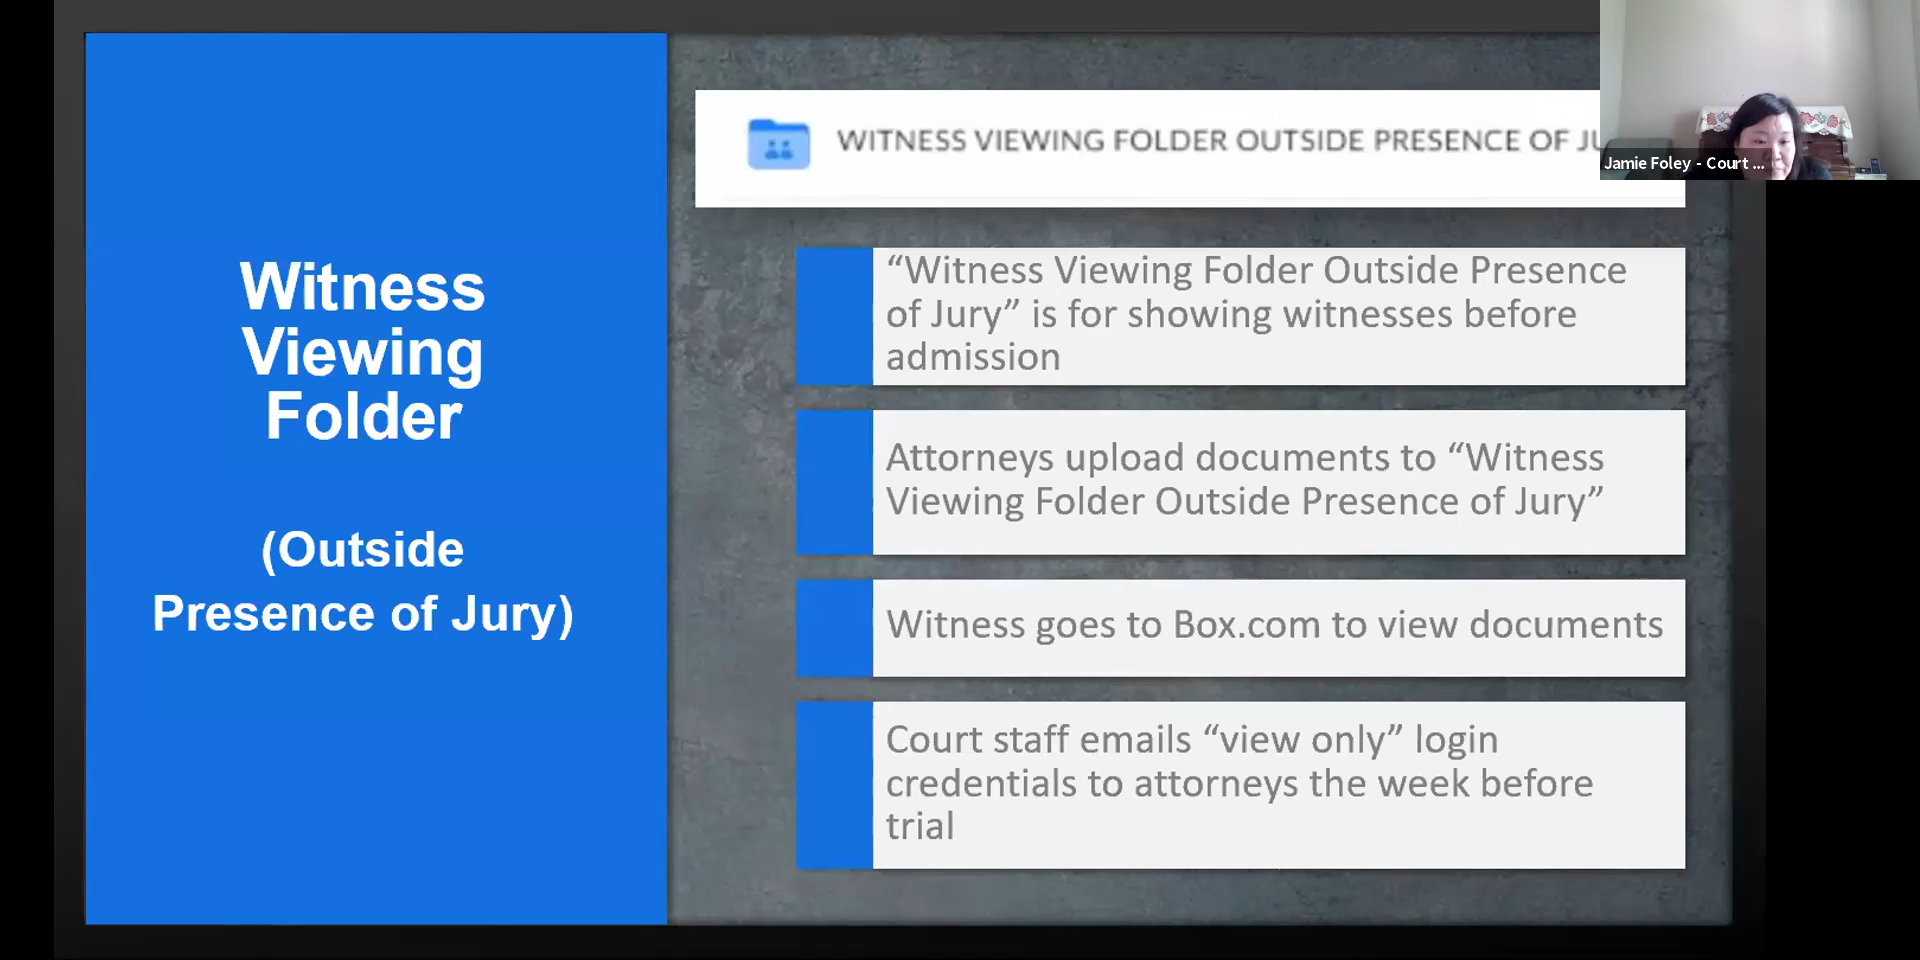 Witness
Viewing
Folder
(Outside
Presence of Jury)
WITNESS VIEWING FOLDER OUTSIDE PRESENCE OF
Jamie Foley - Court ...
“Witness Viewing Folder Outside Presence
of Jury” is for showing witnesses before
admission
Attorneys upload documents to “Witness
Viewing Folder Outside Presence of Jury”
Witness goes to Box.com to view documents
Court staff emails “view only” login
credentials to attorneys the week before
trial